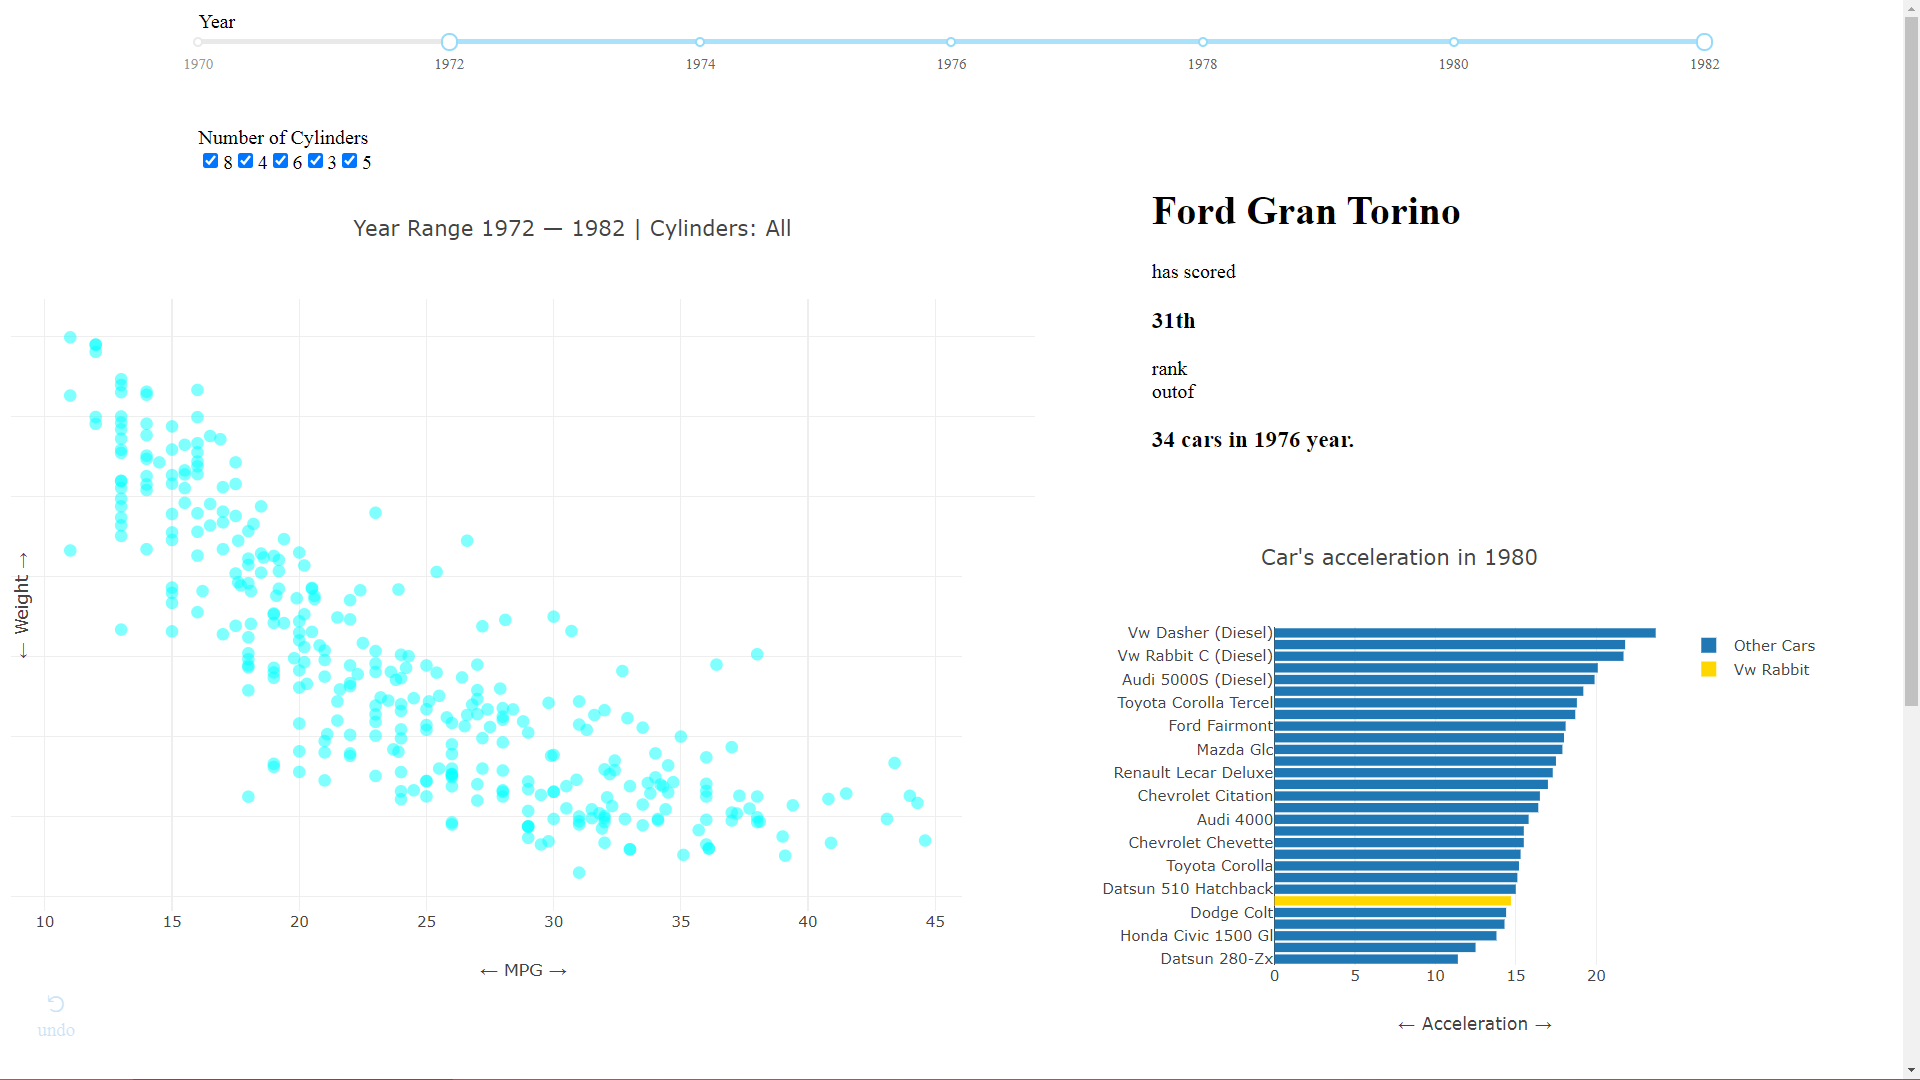 Year
1970 1972 1974 1976 1978 1980 1982
Number of Cylinders
8 4 6 3 5
Year Range 1972 — 1982 | Cylinders: All
← Weight →
10 15 20 25 30 35 40 45
← MPG →
undo
Ford Gran Torino
has scored
31th
rank
outof
34 cars in 1976 year.
Car's acceleration in 1980
Vw Dasher (Diesel)
Vw Rabbit C (Diesel)
Audi 5000S (Diesel)
Toyota Corolla Tercel
Ford Fairmont
Mazda Glc
Renault Lecar Deluxe
Chevrolet Citation
Audi 4000
Chevrolet Chevette
Toyota Corolla
Datsun 510 Hatchback
Dodge Colt
Honda Civic 1500 Gl
Datsun 280-Zx
0 5 10 15 20
← Acceleration →
Other Cars
Vw Rabbit